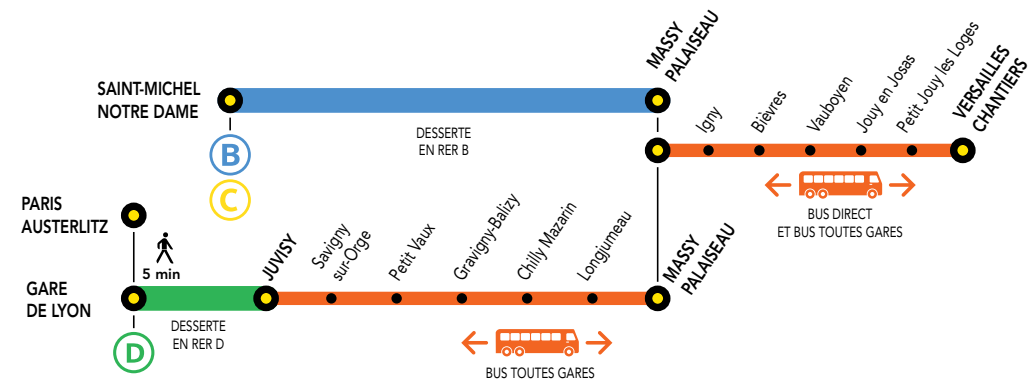 SAINT-MICHEL
NOTRE DAME
B
C
DESSERTE
EN RER B
MASSY
PALAISEAU
Igny
Bièvres
Vauboyen
Jouy en Josas
Petit Jouy les Loges
VERSAILLES
CHANTIERS
BUS DIRECT
ET BUS TOUTES GARES
PARIS
AUSTERLITZ
5 min
GARE
DE LYON
D
DESSERTE
EN RER D
JUVISY
Savigny
sur-Orge
Petit Vaux
Gravigny-Balizy
Chilly Mazarin
Longjumeau
MASSY
PALAISEAU
BUS TOUTES GARES